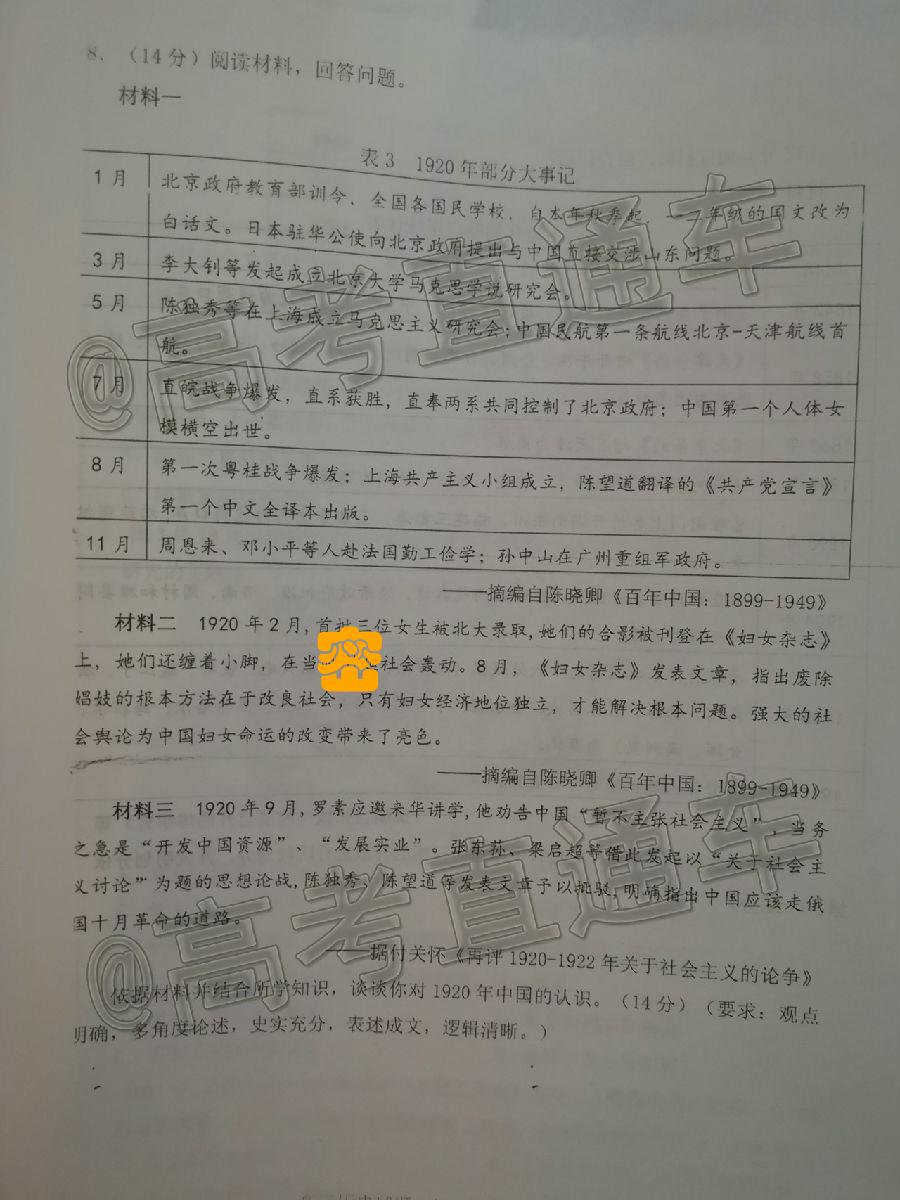 8. （14分）阅读材料，回答问题。
材料一
表3 1920年部分大事记
1月 北京政府教育部训令、全国各国民学校，自本年秋季起，一二年级的国文改为
白话文。日本驻华公使向北京政府提出与中国直接交涉山东问题。
3月 李大钊等发起成立北京大学马克思学说研究会。
5月 陈独秀等在上海成立马克思主义研究会；中国民航第一条航线北京-天津航线首
航。
7月 直皖战争爆发，直系获胜，直奉两系共同控制了北京政府；中国第一个人体女
模横空出世。
8月 第一次粤桂战争爆发；上海共产主义小组成立，陈望道翻译的《共产党宣言》
第一个中文全译本出版。
11月 周恩来、邓小平等人赴法国勤工俭学；孙中山在广州重组军政府。
——摘编自陈晓卿《百年中国：1899-1949》
材料二 1920年2月，首批三位女生被北大录取，她们的合影被刊登在《妇女杂志》
上，她们还缠着小脚，在当 社会轰动。8月，《妇女杂志》发表文章，指出废除
娼妓的根本方法在于改良社会，只有妇女经济地位独立，才能解决根本问题。强大的社
会舆论为中国妇女命运的改变带来了亮色。
——摘编自陈晓卿《百年中国：1899-1949》
材料三 1920年9月，罗素应邀来华讲学，他劝告中国“暂不主张社会主义”，当务
之急是“开发中国资源”、“发展实业”。张东荪、梁启超等借此发起以“关于社会主
义讨论”为题的思想论战，陈独秀、陈望道等发表文章予以批驳，明确指出中国应该走俄
国十月革命的道路。
——据付关怀《再评1920-1922年关于社会主义的论争》
依据材料并结合所学知识，谈谈你对1920年中国的认识。（14分）（要求：观点
明确，多角度论述，史实充分，表述成文，逻辑清晰。）
@高考直通车
@高考直通车